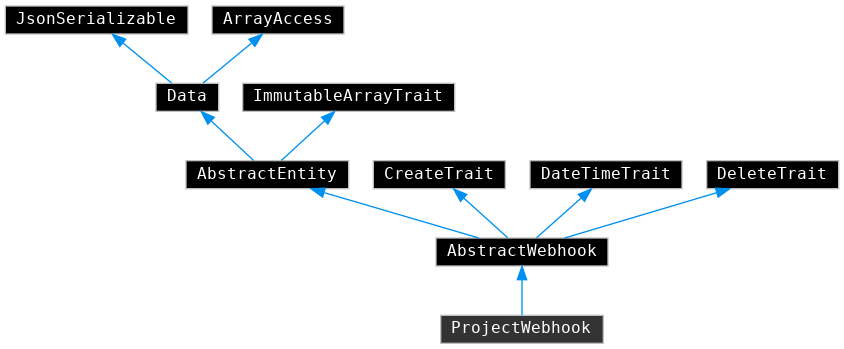 JsonSerializable ArrayAccess
Data ImmutableArrayTrait
AbstractEntity CreateTrait DateTimeTrait DeleteTrait
AbstractWebhook
ProjectWebhook